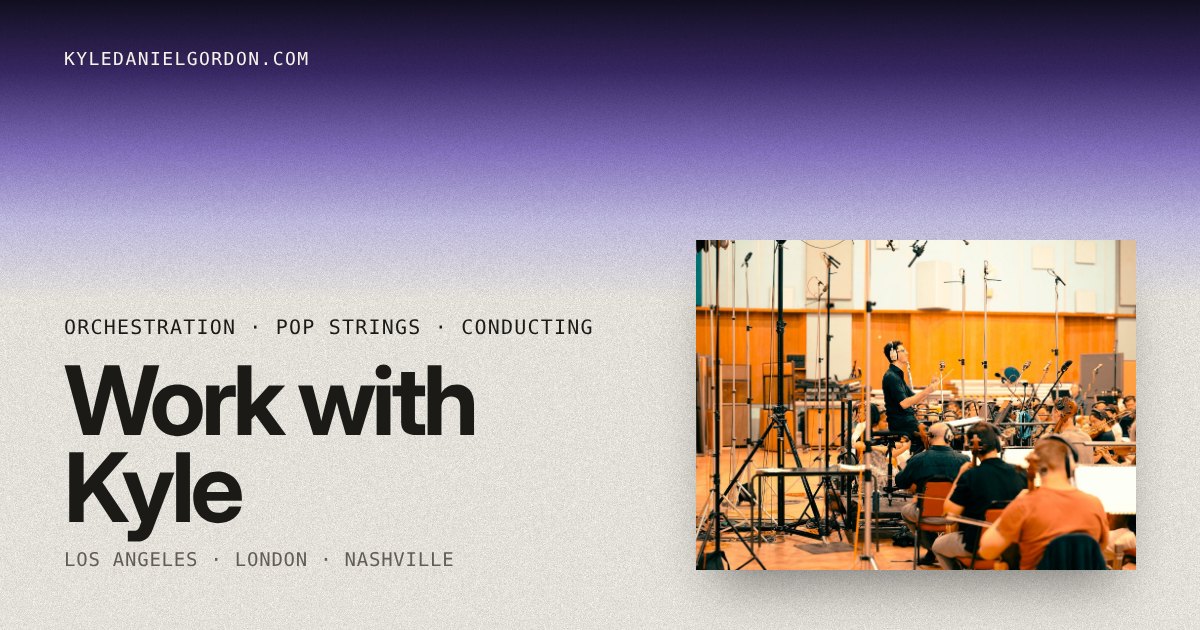 KYLEDANIELGORDON.COM
ORCHESTRATION · POP STRINGS · CONDUCTING
Work with
Kyle
LOS ANGELES · LONDON · NASHVILLE